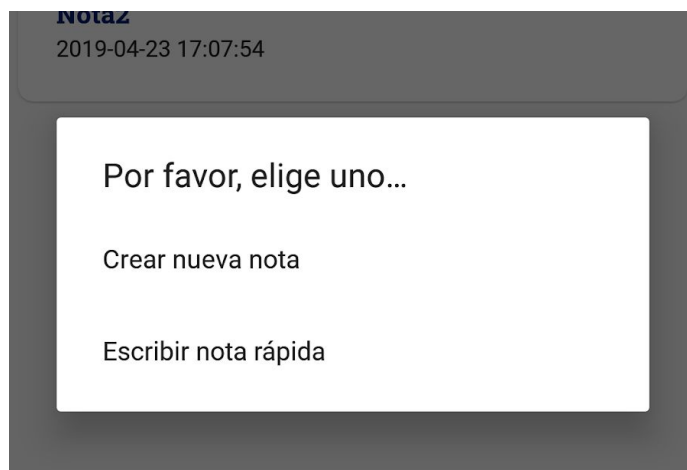 Nota2
2019-04-23 17:07:54
Por favor, elige uno...
Crear nueva nota
Escribir nota rápida